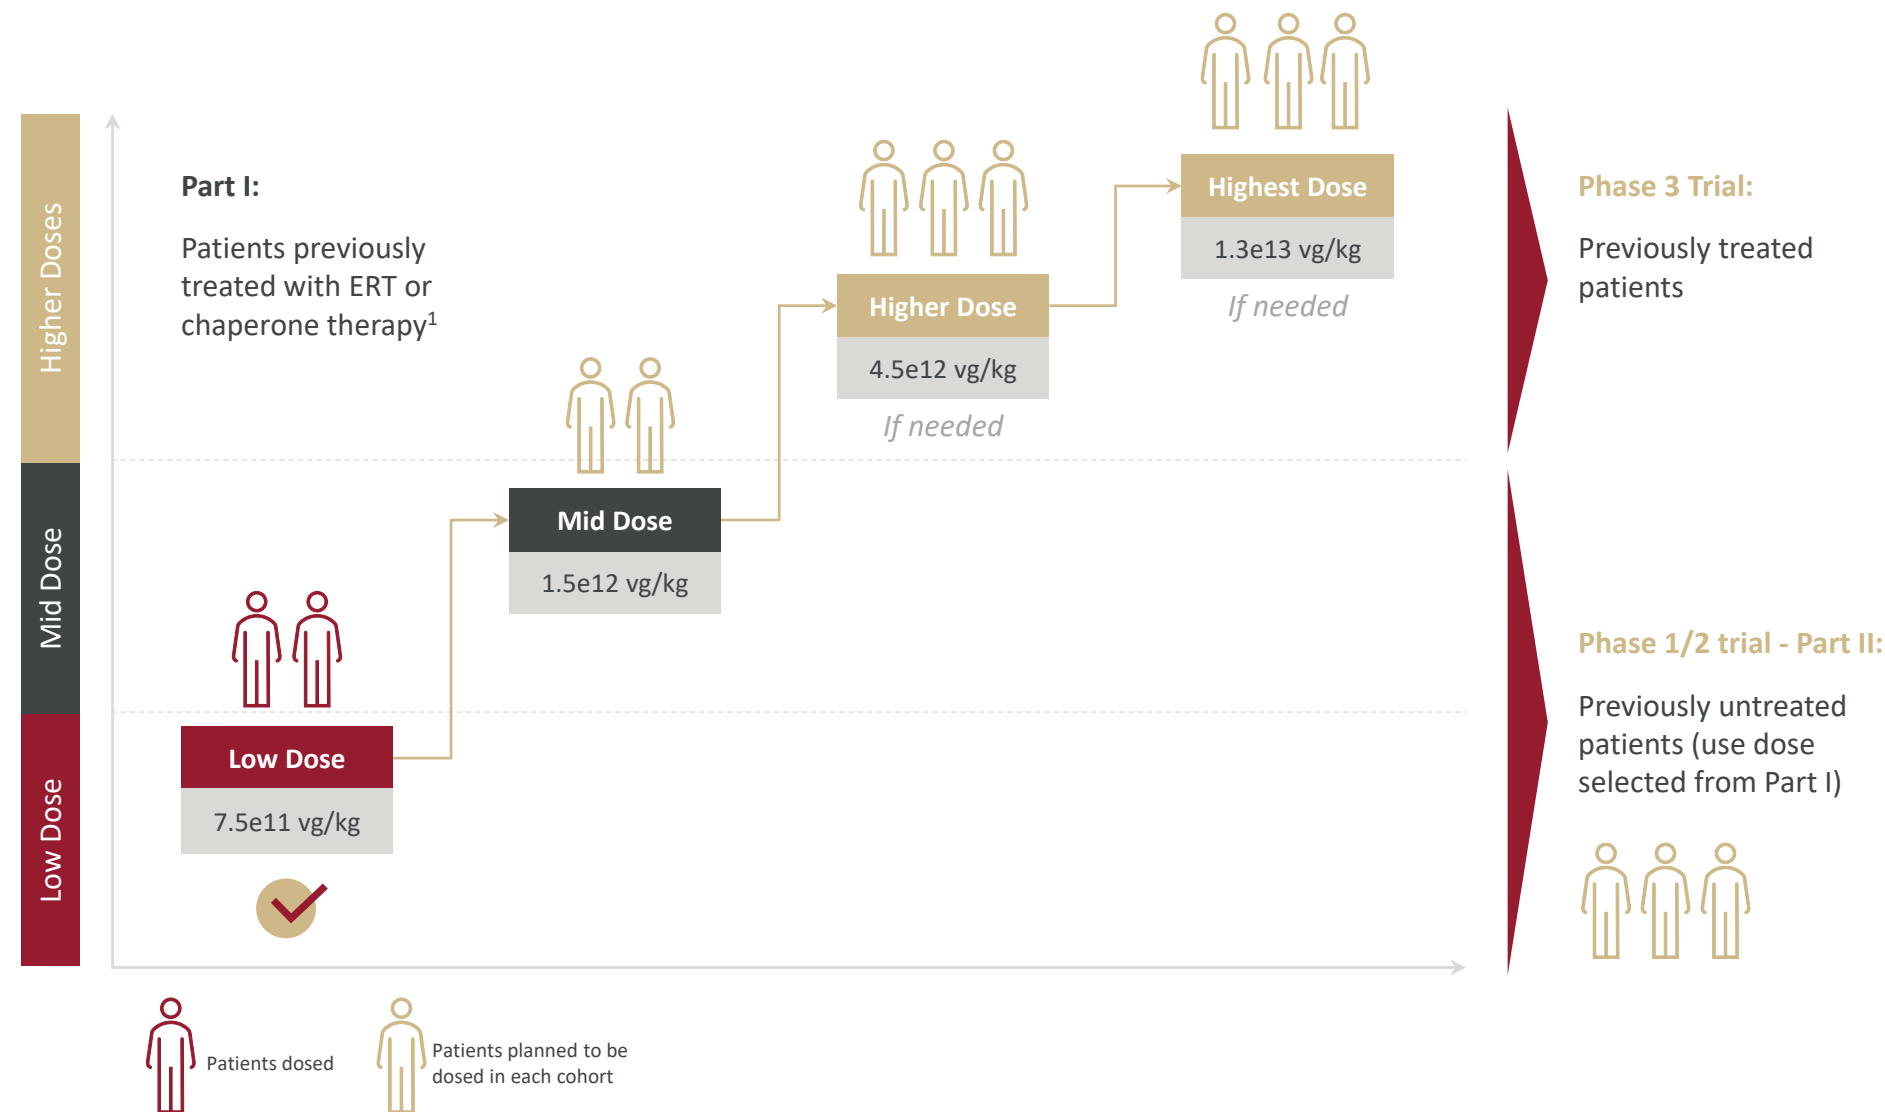 Higher Doses
Mid Dose
Low Dose
Part I:
Patients previously
treated with ERT or
chaperone therapy1
Low Dose
7.5e11 vg/kg
Mid Dose
1.5e12 vg/kg
Higher Dose
4.5e12 vg/kg
If needed
Highest Dose
1.3e13 vg/kg
If needed
Phase 3 Trial:
Previously treated
patients
Phase 1/2 trial - Part II:
Previously untreated
patients (use dose
selected from Part I)
Patients dosed
Patients planned to be
dosed in each cohort